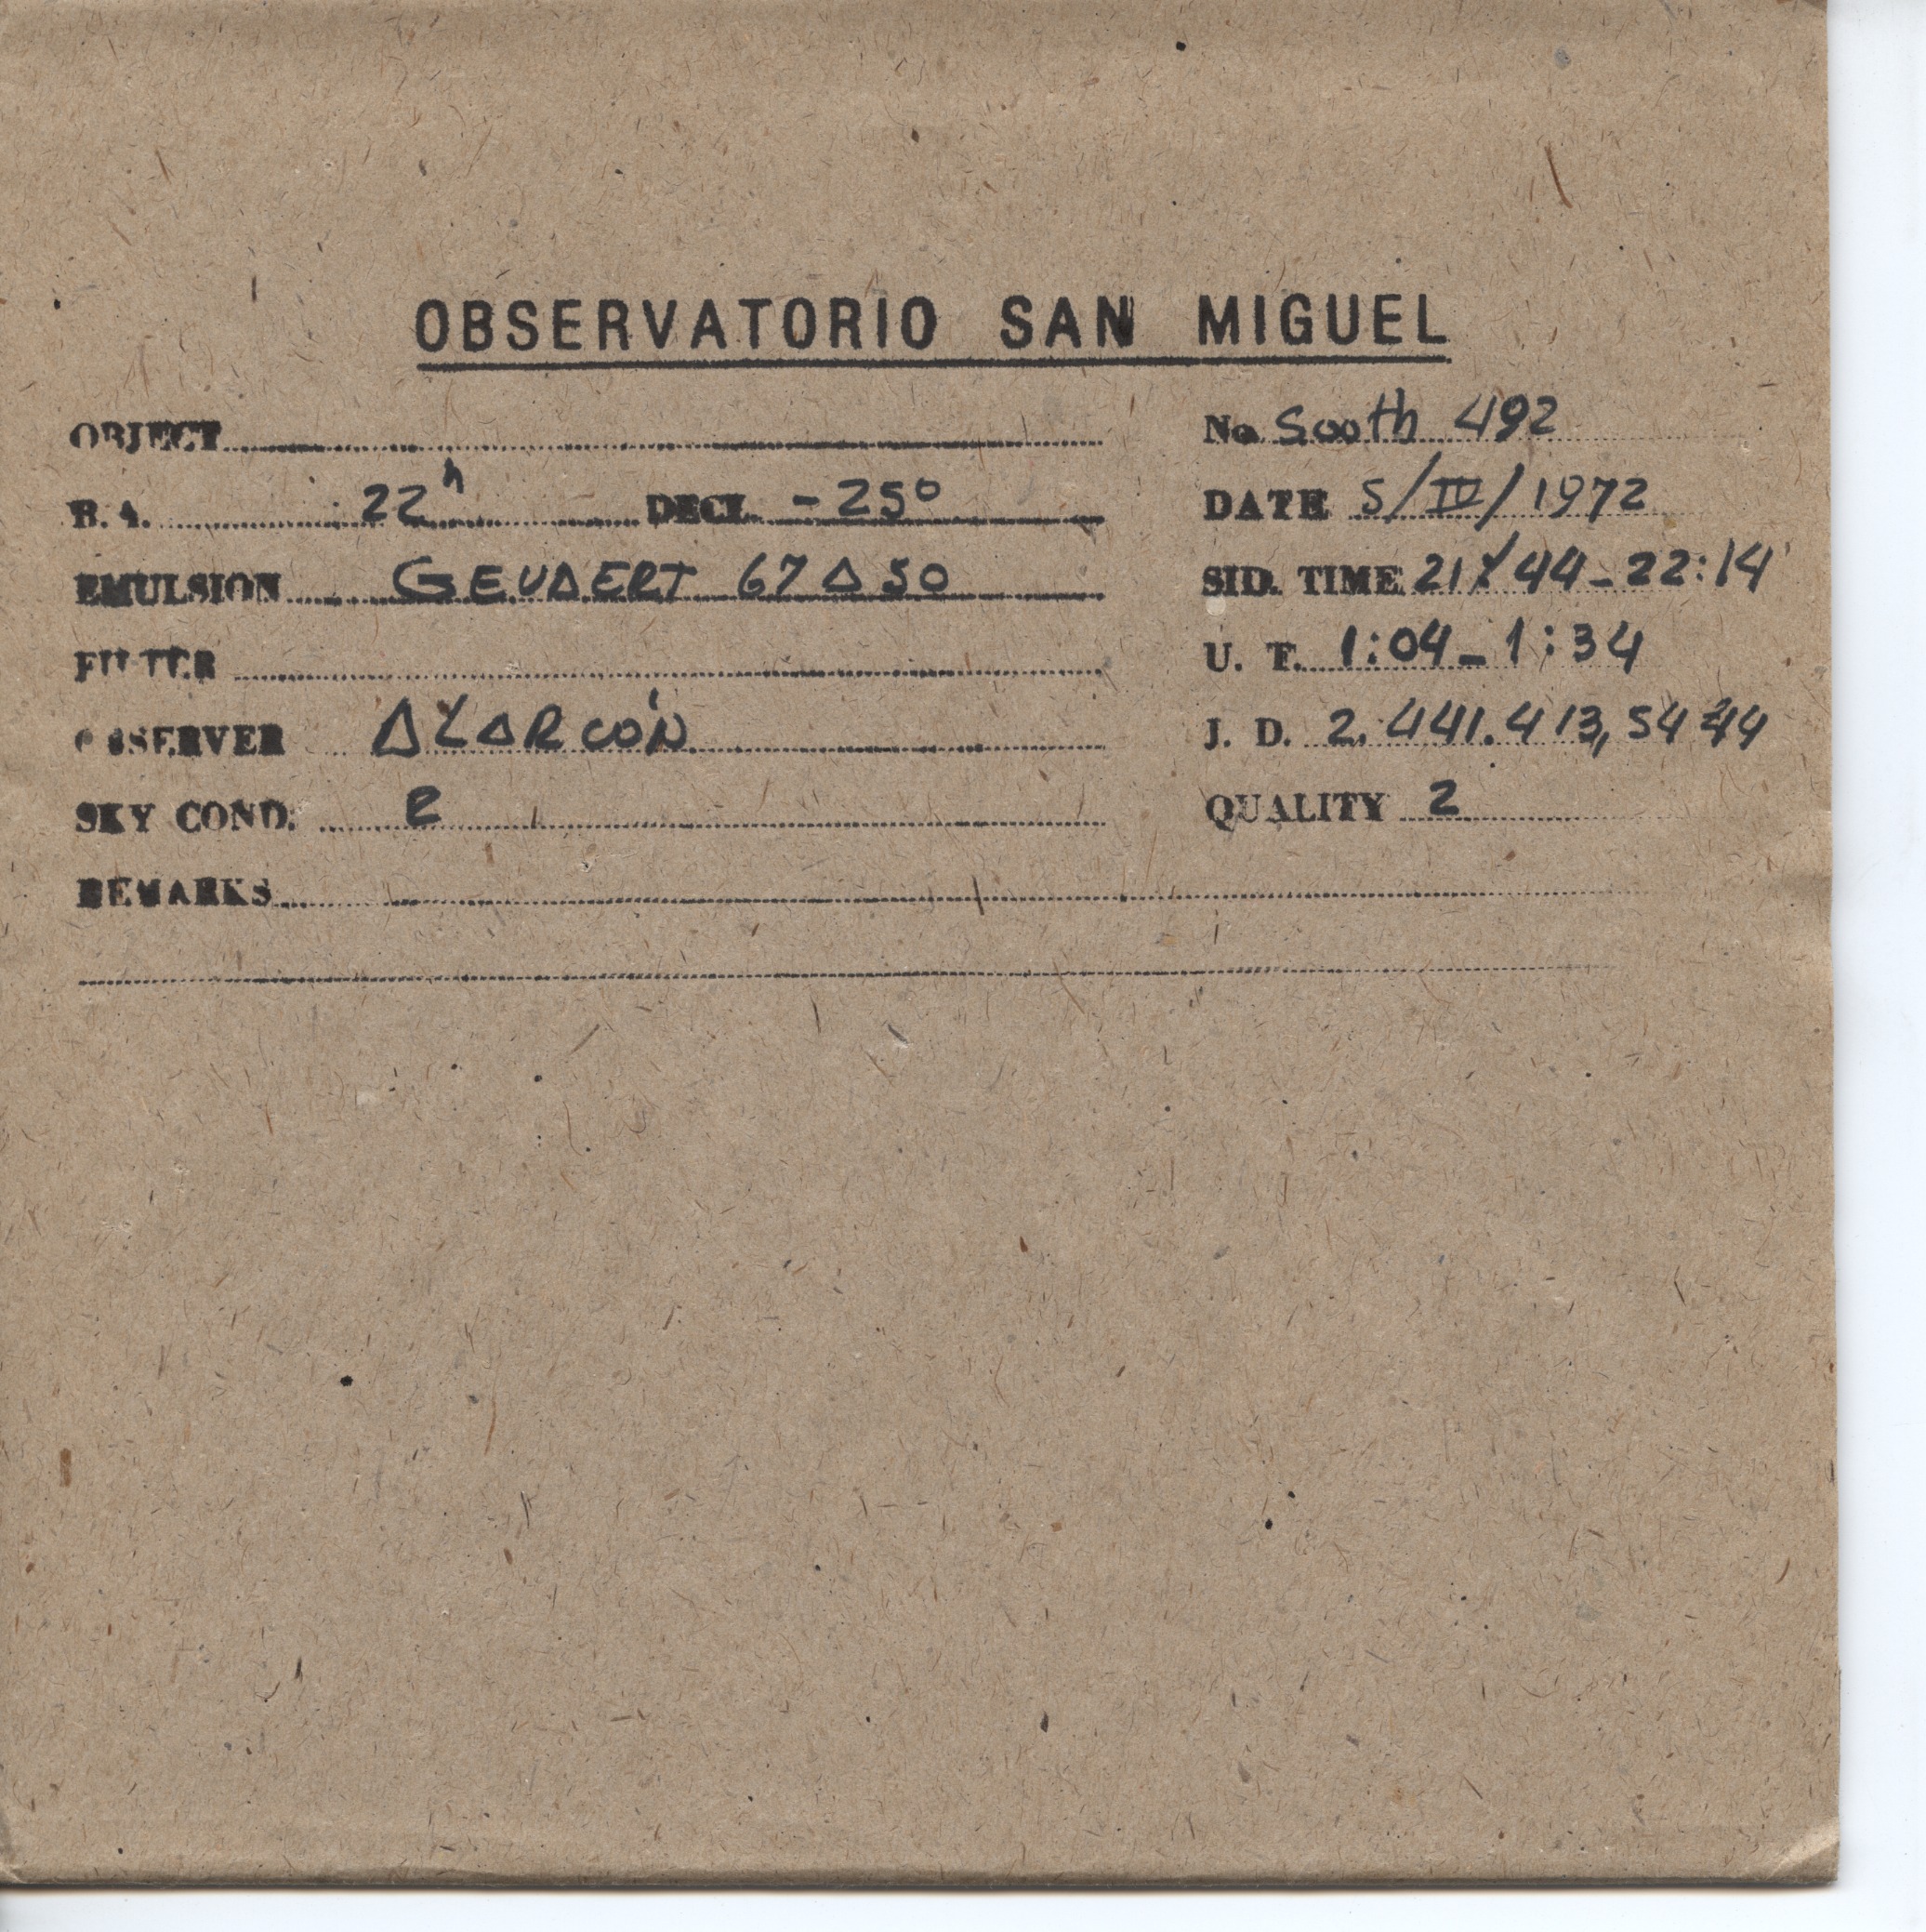 OBSERVATORIO SAN MIGUEL
OBJECT No South 492
R. A. 22h DECL. -25° DATE 5/IV/1972
EMULSION GEVAERT 67A50 SID. TIME 21:44-22:14
FILTER U. T. 1:04-1:34
OBSERVER ALARCÓN J. D. 2.441.413,5444
SKY COND. 2 QUALITY 2
REMARKS